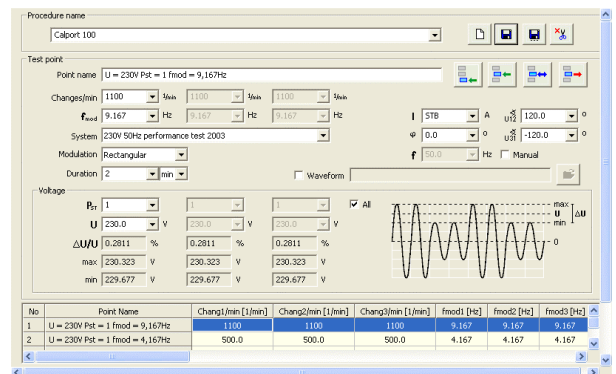 Procedure name
Calport 100
Test point
Point name U = 230V Pst = 1 fmod = 9,167Hz
Changes/min 1100 1/min 1100 1/min 1100 1/min
fmod 9.167 Hz 9.167 Hz 9.167 Hz I STB A U12 120.0 °
System 230V 50Hz performance test 2003 φ 0.0 ° U31 -120.0 °
Modulation Rectangular f 50.0 Hz Manual
Duration 2 min Waveform
Voltage
PST 1 1 1 All
U 230.0 V 230.0 V 230.0 V
ΔU/U 0.2811 % 0.2811 % 0.2811 %
max 230.323 V 230.323 V 230.323 V
min 229.677 V 229.677 V 229.677 V
max
U ΔU
min
0
No Point Name Chang1/min [1/min] Chang2/min [1/min] Chang3/min [1/min] fmod1 [Hz] fmod2 [Hz] fmod3 [Hz]
1 U = 230V Pst = 1 fmod = 9,167Hz 1100 1100 1100 9.167 9.167 9.167
2 U = 230V Pst = 1 fmod = 4,167Hz 500.0 500.0 500.0 4.167 4.167 4.167